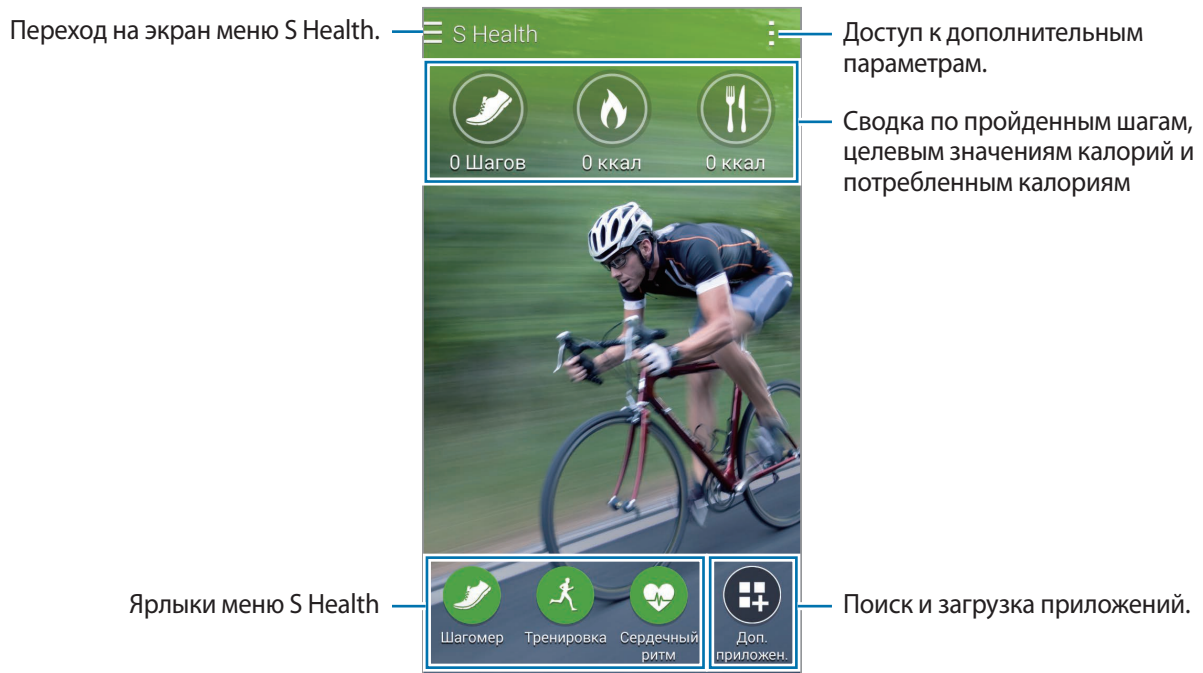 Переход на экран меню S Health.
S Health
Доступ к дополнительным
параметрам.
0 Шагов
0 ккал
0 ккал
Сводка по пройденным шагам,
целевым значениям калорий и
потребленным калориям
Ярлыки меню S Health
Шагомер
Тренировка
Сердечный
ритм
Доп.
приложен.
Поиск и загрузка приложений.